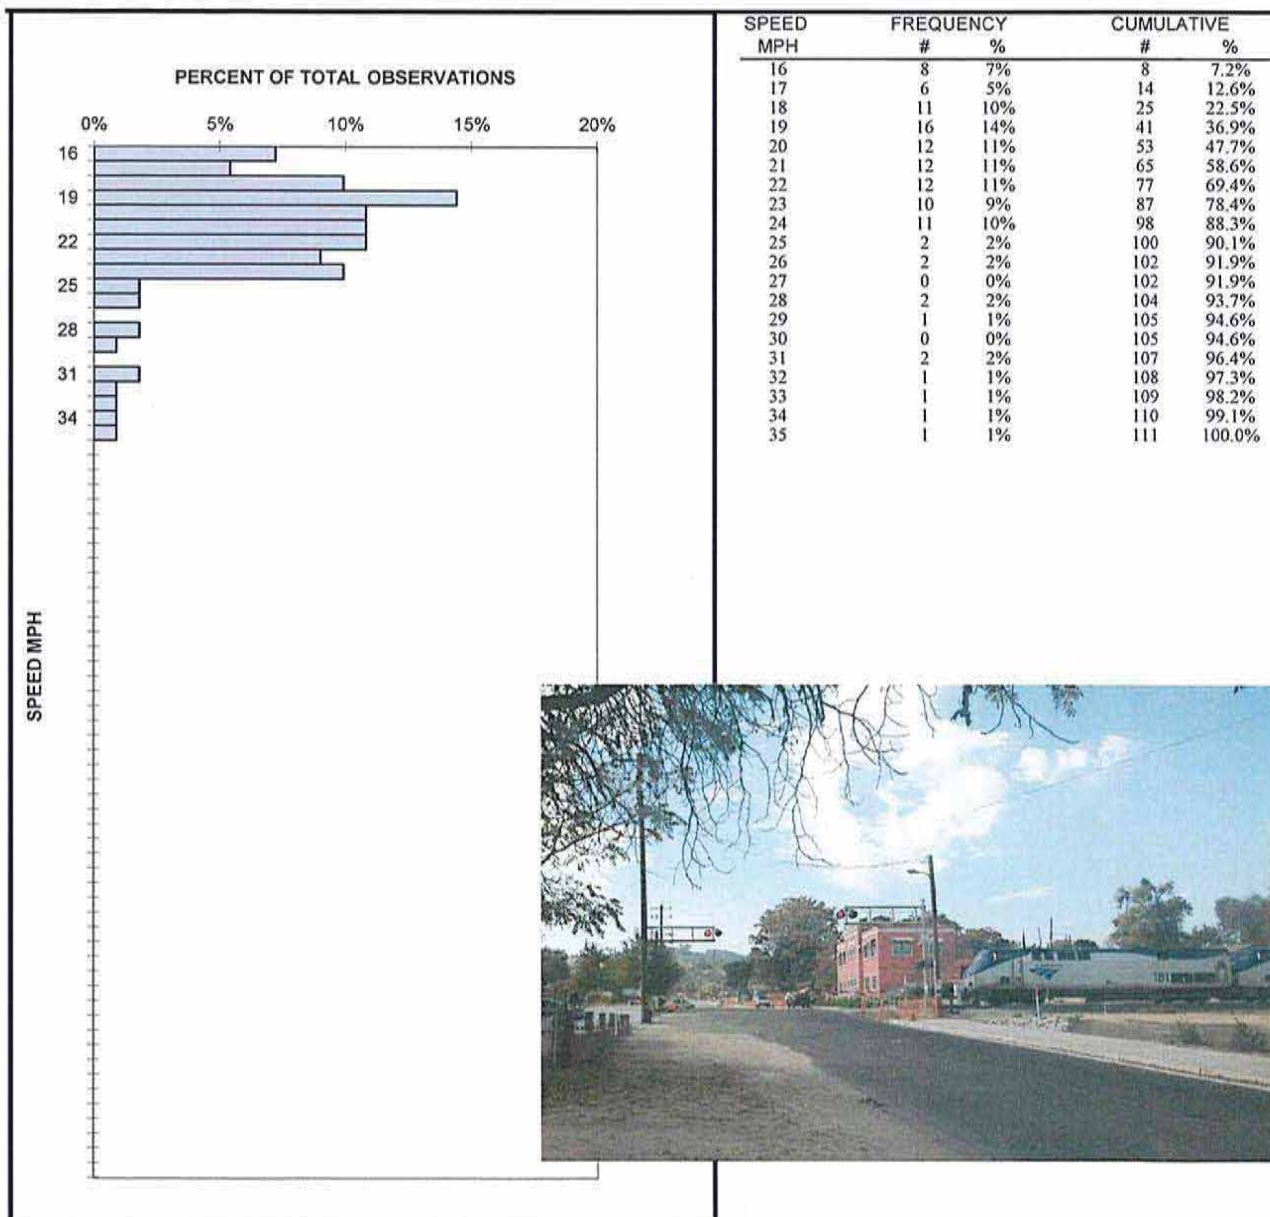 PERCENT OF TOTAL OBSERVATIONS
0% 5% 10% 15% 20%
16
19
22
25
28
31
34
SPEED MPH
SPEED FREQUENCY CUMULATIVE
MPH # % # %
16 8 7% 8 7.2%
17 6 5% 14 12.6%
18 11 10% 25 22.5%
19 16 14% 41 36.9%
20 12 11% 53 47.7%
21 12 11% 65 58.6%
22 12 11% 77 69.4%
23 10 9% 87 78.4%
24 11 10% 98 88.3%
25 2 2% 100 90.1%
26 2 2% 102 91.9%
27 0 0% 102 91.9%
28 2 2% 104 93.7%
29 1 1% 105 94.6%
30 0 0% 105 94.6%
31 2 2% 107 96.4%
32 1 1% 108 97.3%
33 1 1% 109 98.2%
34 1 1% 110 99.1%
35 1 1% 111 100.0%